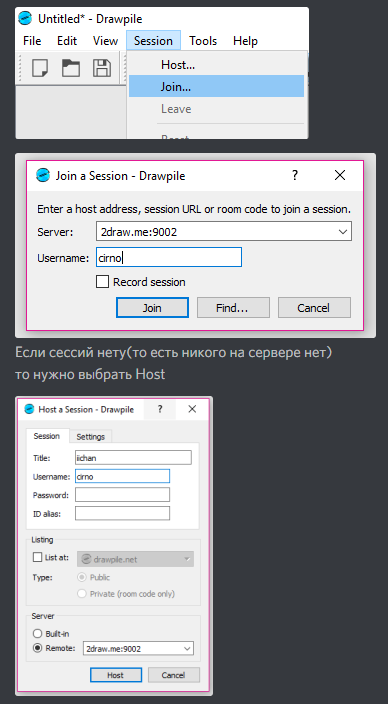 Untitled* - Drawpile
File Edit View Session Tools Help
Host...
Join...
Leave
Join a Session - Drawpile ? ×
Enter a host address, session URL or room code to join a session.
Server: 2draw.me:9002
Username: cirno
Record session
Join Find... Cancel
Если сессий нету(то есть никого на сервере нет)
то нужно выбрать Host
Host a Session - Drawpile ? ×
Session Settings
Title: iichan
Username: cirno
Password:
ID alias:
Listing
List at: drawpile.net
Type: Public
Private (room code only)
Server
Built-in
Remote: 2draw.me:9002
Host Cancel